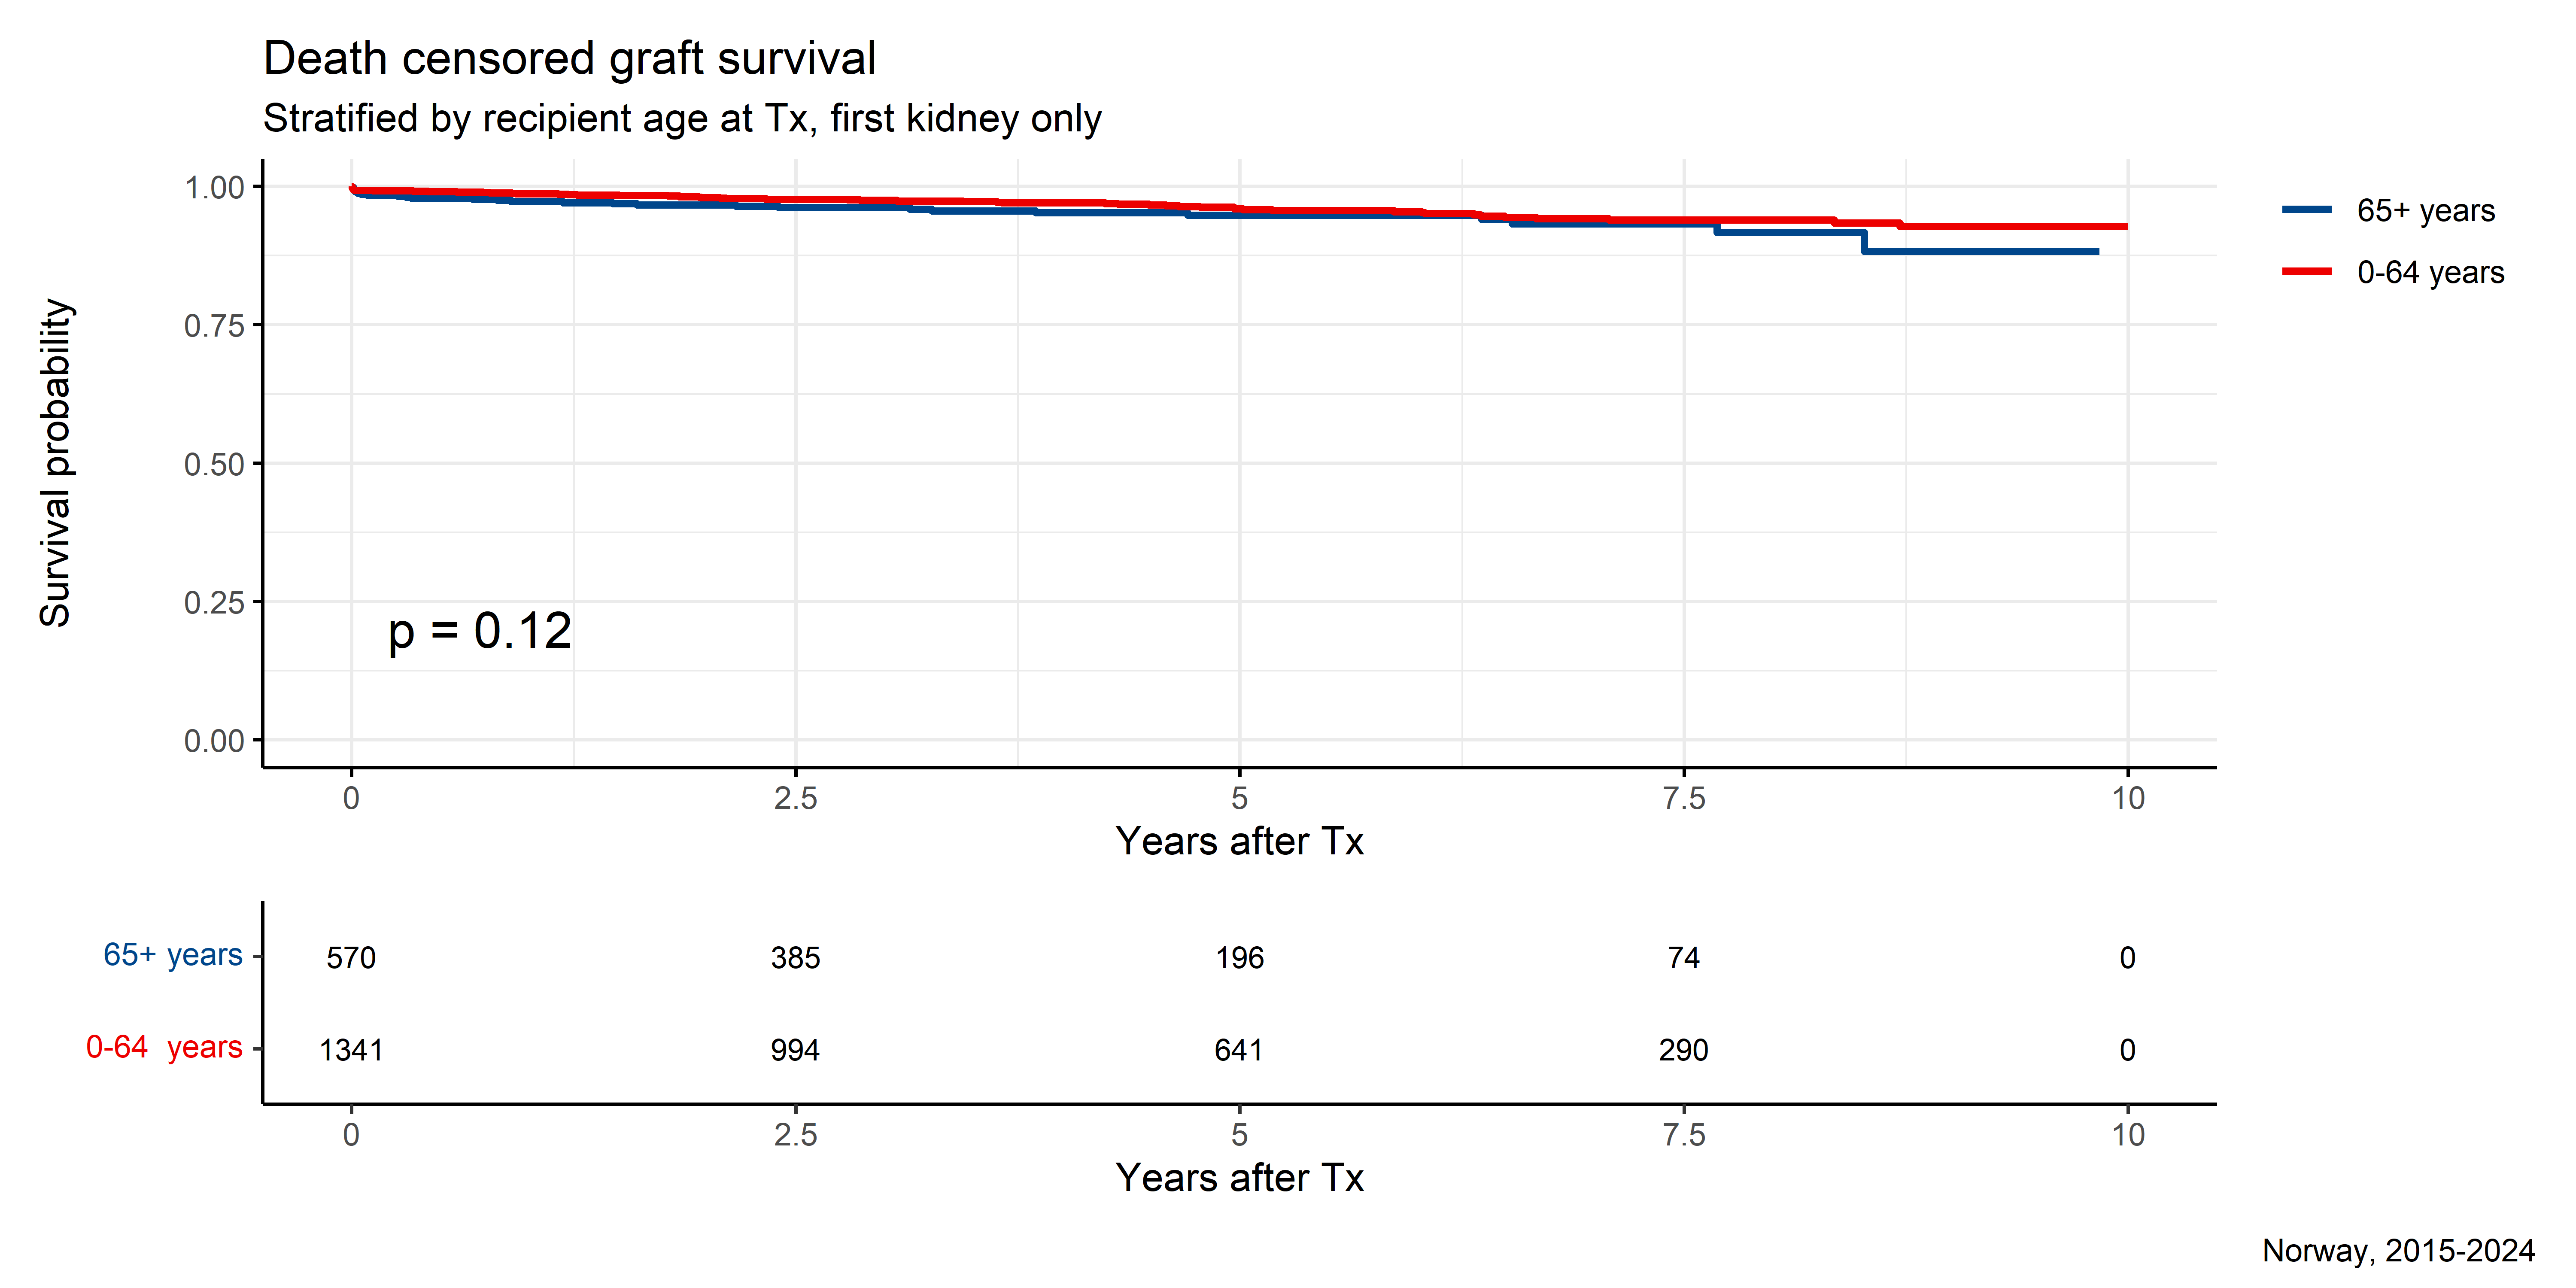 Death censored graft survival
Stratified by recipient age at Tx, first kidney only
Survival probability
1.00
0.75
0.50
0.25
0.00
p = 0.12
65+ years
0-64 years
0 2.5 5 7.5 10
Years after Tx
65+ years 570 385 196 74 0
0-64  years 1341 994 641 290 0
0 2.5 5 7.5 10
Years after Tx
Norway, 2015-2024